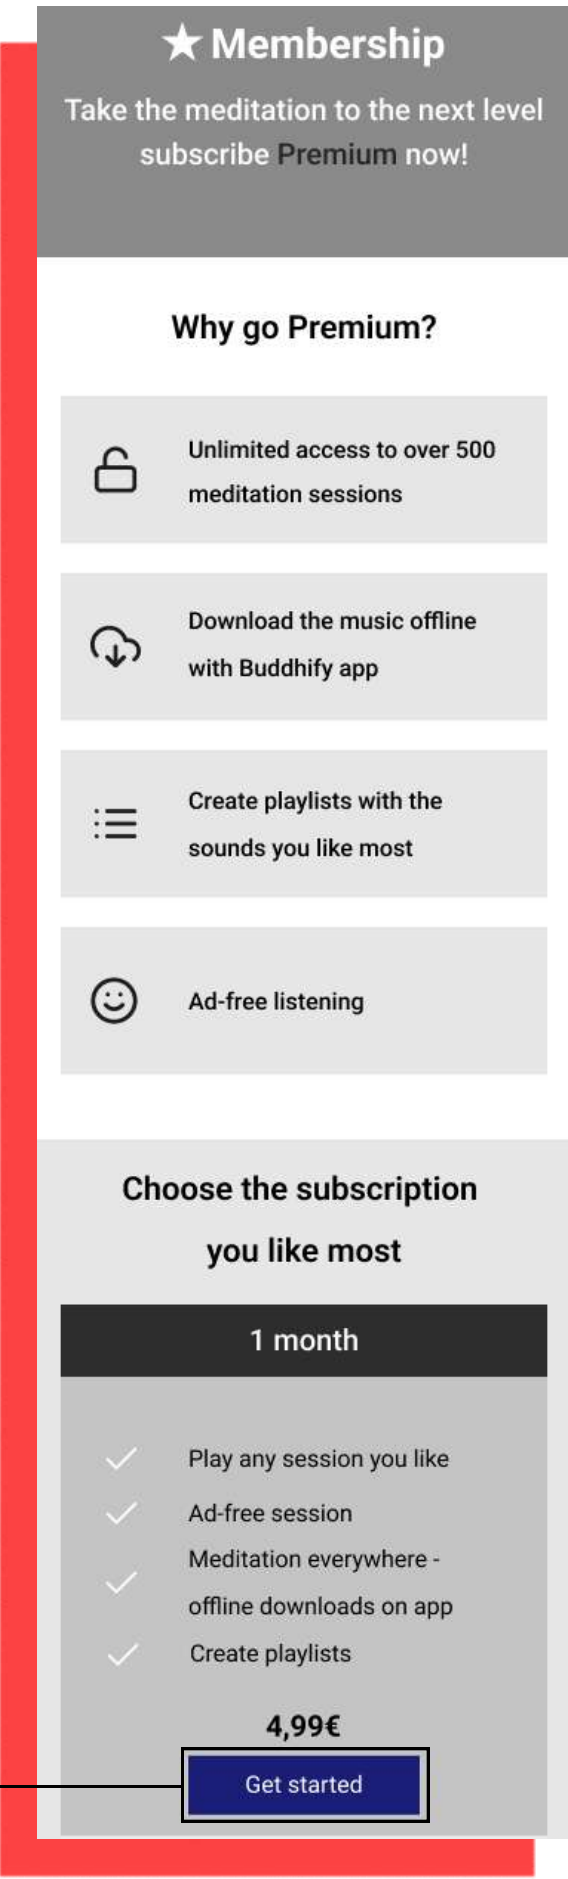 ★ Membership
Take the meditation to the next level
subscribe Premium now!
Why go Premium?
Unlimited access to over 500
meditation sessions
Download the music offline
with Buddhify app
Create playlists with the
sounds you like most
Ad-free listening
Choose the subscription
you like most
1 month
Play any session you like
Ad-free session
Meditation everywhere -
offline downloads on app
Create playlists
4,99€
Get started